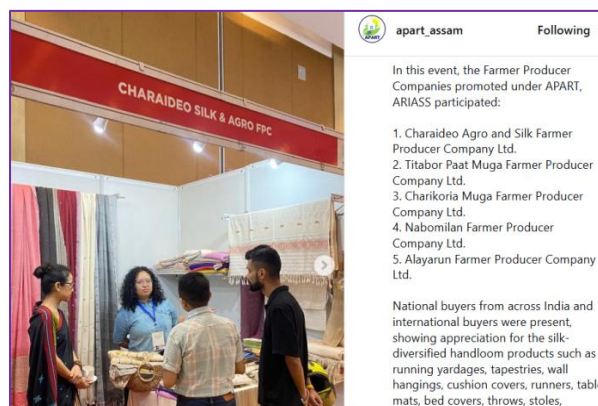 CHARAIDEO SILK & AGRO FPC
APART
apart_assam
Following
In this event, the Farmer Producer
Companies promoted under APART,
ARIASS participated:
1. Charaideo Agro and Silk Farmer
Producer Company Ltd.
2. Titabor Paat Muga Farmer Producer
Company Ltd.
3. Charikoria Muga Farmer Producer
Company Ltd.
4. Nabomilan Farmer Producer
Company Ltd.
5. Alayarun Farmer Producer Company
Ltd.
National buyers from across India and
international buyers were present,
showing appreciation for the silk-
diversified handloom products such as
running yardages, tapestries, wall
hangings, cushion covers, runners, table
mats, bed covers, throws, stoles,